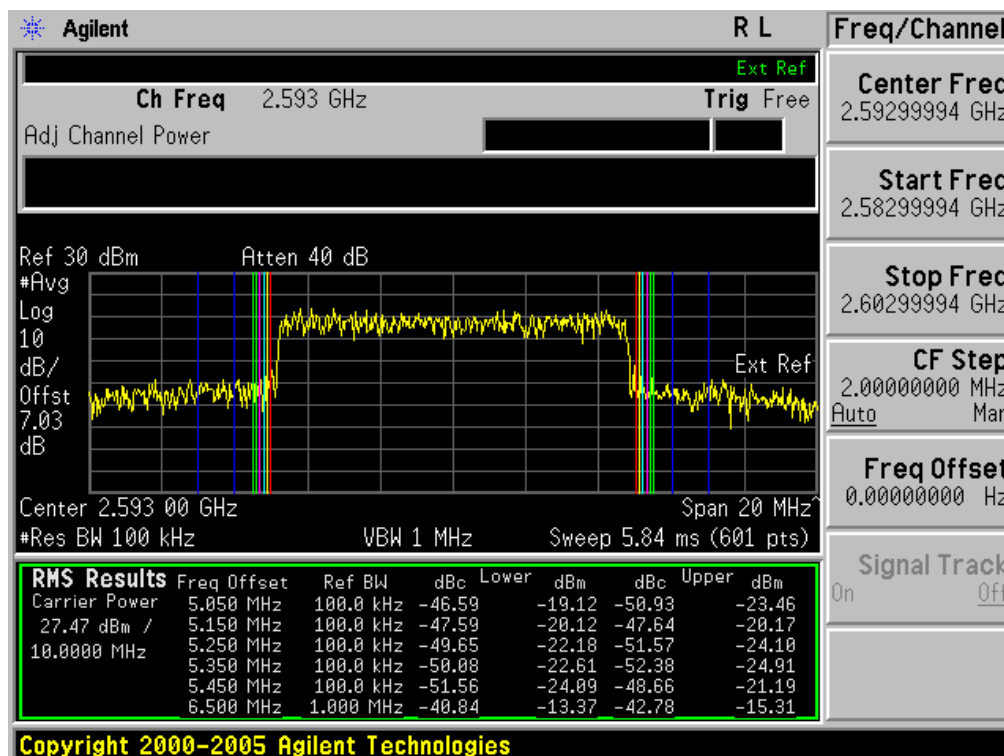 Agilent R L
Ext Ref
Ch Freq 2.593 GHz Trig Free
Adj Channel Power
Ref 30 dBm Atten 40 dB
#Avg
Log
10
dB/
Offst
7.03
dB
Ext Ref
Center 2.593 00 GHz Span 20 MHz^
#Res BW 100 kHz VBW 1 MHz Sweep 5.84 ms (601 pts)
RMS Results Freq Offset Ref BW dBc Lower dBm dBc Upper dBm
Carrier Power 5.050 MHz 100.0 kHz -46.59 -19.12 -50.93 -23.46
27.47 dBm / 5.150 MHz 100.0 kHz -47.59 -20.12 -47.64 -20.17
10.0000 MHz 5.250 MHz 100.0 kHz -49.65 -22.18 -51.57 -24.10
5.350 MHz 100.0 kHz -50.08 -22.61 -52.38 -24.91
5.450 MHz 100.0 kHz -51.56 -24.09 -48.66 -21.19
6.500 MHz 1.000 MHz -40.84 -13.37 -42.78 -15.31
Copyright 2000-2005 Agilent Technologies
Freq/Channel
Center Freq
2.59299994 GHz
Start Freq
2.58299994 GHz
Stop Freq
2.60299994 GHz
CF Step
2.00000000 MHz
Auto Man
Freq Offset
0.00000000 Hz
Signal Track
On Off